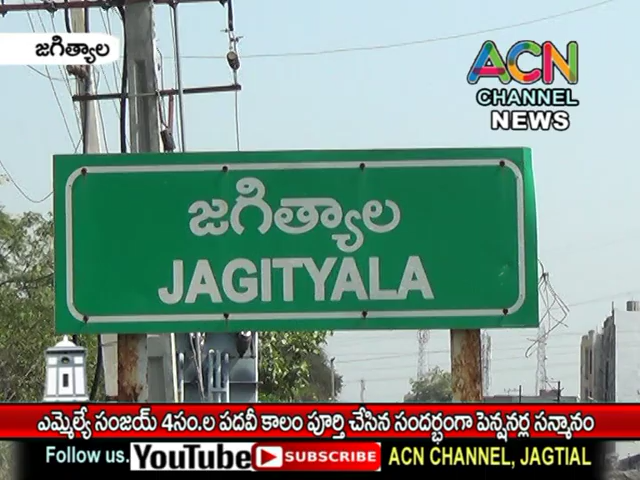 జగిత్యాల
ACN
CHANNEL
NEWS
జగిత్యాల
JAGITYALA
ఎమ్మెల్యే సంజయ్ 4సం.ల పదవీ కాలం పూర్తి చేసిన సందర్భంగా పెన్షనర్ల సన్మానం
Follow us. YouTube SUBSCRIBE ACN CHANNEL, JAGTIAL